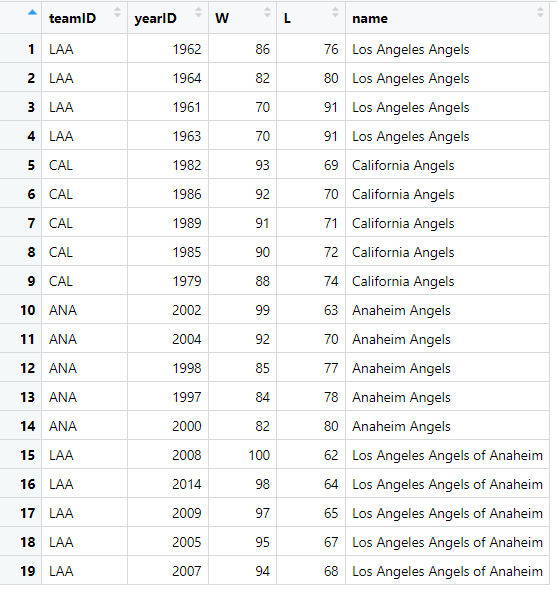 teamID yearID W L name
1 LAA 1962 86 76 Los Angeles Angels
2 LAA 1964 82 80 Los Angeles Angels
3 LAA 1961 70 91 Los Angeles Angels
4 LAA 1963 70 91 Los Angeles Angels
5 CAL 1982 93 69 California Angels
6 CAL 1986 92 70 California Angels
7 CAL 1989 91 71 California Angels
8 CAL 1985 90 72 California Angels
9 CAL 1979 88 74 California Angels
10 ANA 2002 99 63 Anaheim Angels
11 ANA 2004 92 70 Anaheim Angels
12 ANA 1998 85 77 Anaheim Angels
13 ANA 1997 84 78 Anaheim Angels
14 ANA 2000 82 80 Anaheim Angels
15 LAA 2008 100 62 Los Angeles Angels of Anaheim
16 LAA 2014 98 64 Los Angeles Angels of Anaheim
17 LAA 2009 97 65 Los Angeles Angels of Anaheim
18 LAA 2005 95 67 Los Angeles Angels of Anaheim
19 LAA 2007 94 68 Los Angeles Angels of Anaheim